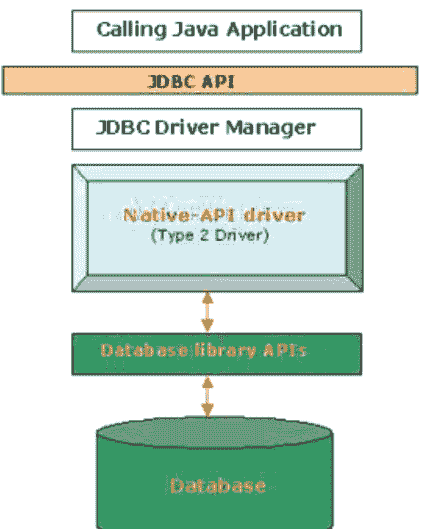 Calling Java Application
JDBC API
JDBC Driver Manager
Native-API driver
(Type 2 Driver)
Database library APIs
Database